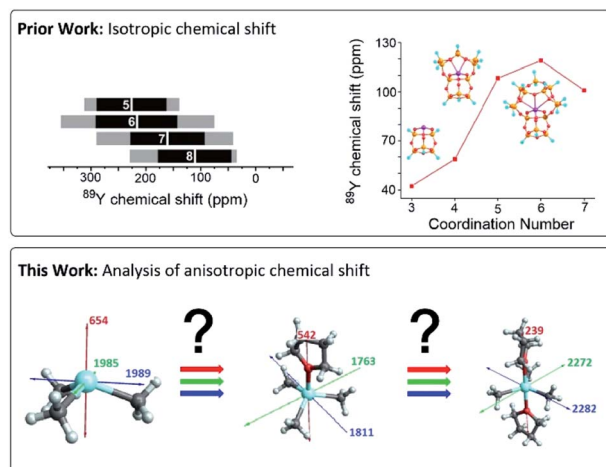 Prior Work: Isotropic chemical shift
5
6
7
8
300 200 100 0
⁸⁹Y chemical shift (ppm)
⁸⁹Y chemical shift (ppm)
130
100
70
40
3 4 5 6 7
Coordination Number
This Work: Analysis of anisotropic chemical shift
654
1985
1989
?
542
1763
1811
?
239
2272
2282